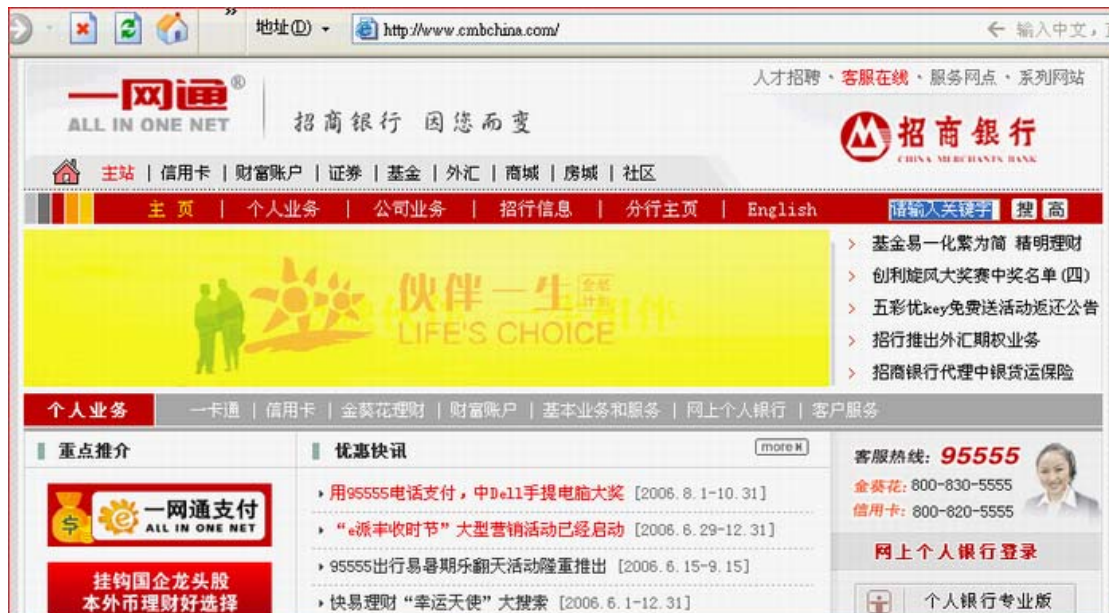 »
地址(D) http://www.cmbchina.com/ ← 输入中文，
人才招聘 · 客服在线 · 服务网点 · 系列网站
一网通®
ALL IN ONE NET
招商银行 因您而变
招商银行
CHINA MERCHANTS BANK
主站 | 信用卡 | 财富账户 | 证券 | 基金 | 外汇 | 商城 | 房城 | 社区
主 页 | 个人业务 | 公司业务 | 招行信息 | 分行主页 | English 请输入关键字 搜 高
伙伴一生
LIFE'S CHOICE
> 基金易一化繁为简 精明理财
> 创利旋风大奖赛中奖名单(四)
> 五彩优key免费送活动返还公告
> 招行推出外汇期权业务
> 招商银行代理中银货运保险
个人业务 一卡通 | 信用卡 | 金葵花理财 | 财富账户 | 基本业务和服务 | 网上个人银行 | 客户服务
重点推介
一网通支付
ALL IN ONE NET
挂钩国企龙头股
本外币理财好选择
优惠快讯 more
用95555电话支付，中Dell手提电脑大奖 [2006.8.1-10.31]
“e派丰收时节”大型营销活动已经启动 [2006.6.29-12.31]
95555出行易暑期乐翻天活动隆重推出 [2006.6.15-9.15]
快易理财“幸运天使”大搜索 [2006.6.1-12.31]
客服热线: 95555
金葵花: 800-830-5555
信用卡: 800-820-5555
网上个人银行登录
个人银行专业版